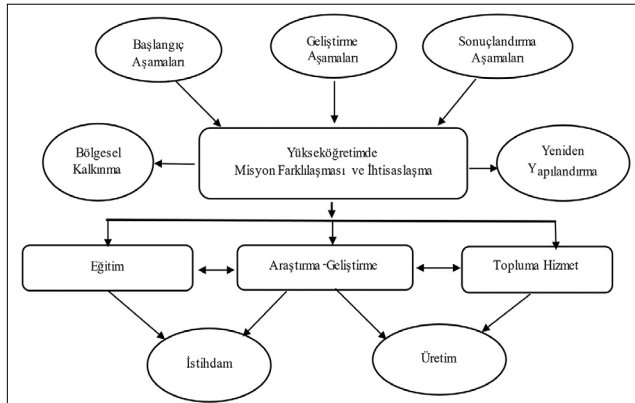 Başlangıç
Aşamaları
Geliştirme
Aşamaları
Sonuçlandırma
Aşamaları
Bölgesel
Kalkınma
Yükseköğretimde
Misyon Farklılaşması ve İhtisaslaşma
Yeniden
Yapılandırma
Eğitim
Araştırma-Geliştirme
Topluma Hizmet
İstihdam
Üretim